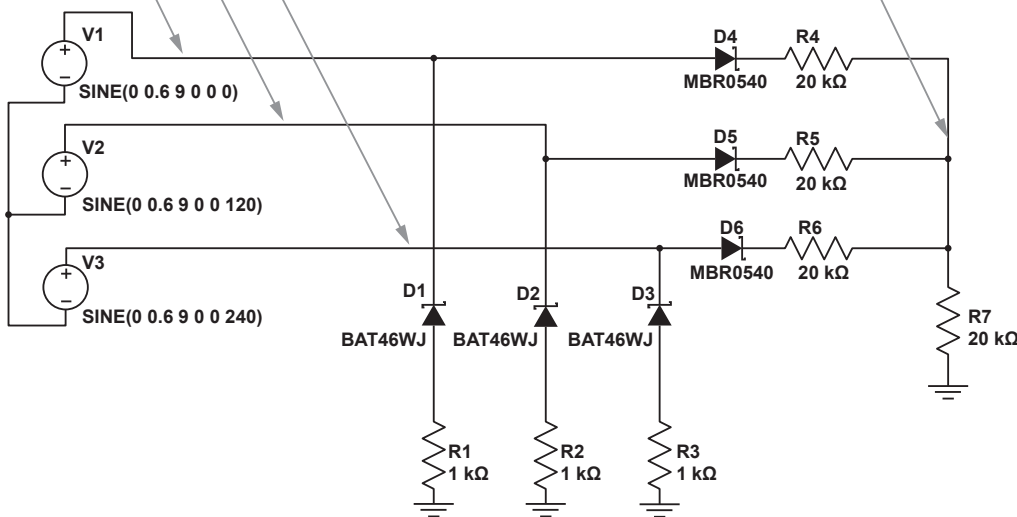 V1
SINE(0 0.6 9 0 0 0)
V2
SINE(0 0.6 9 0 0 120)
V3
SINE(0 0.6 9 0 0 240)
D4
MBR0540
R4
20 kΩ
D5
MBR0540
R5
20 kΩ
D6
MBR0540
R6
20 kΩ
D1
BAT46WJ
D2
BAT46WJ
D3
BAT46WJ
R7
20 kΩ
R1
1 kΩ
R2
1 kΩ
R3
1 kΩ